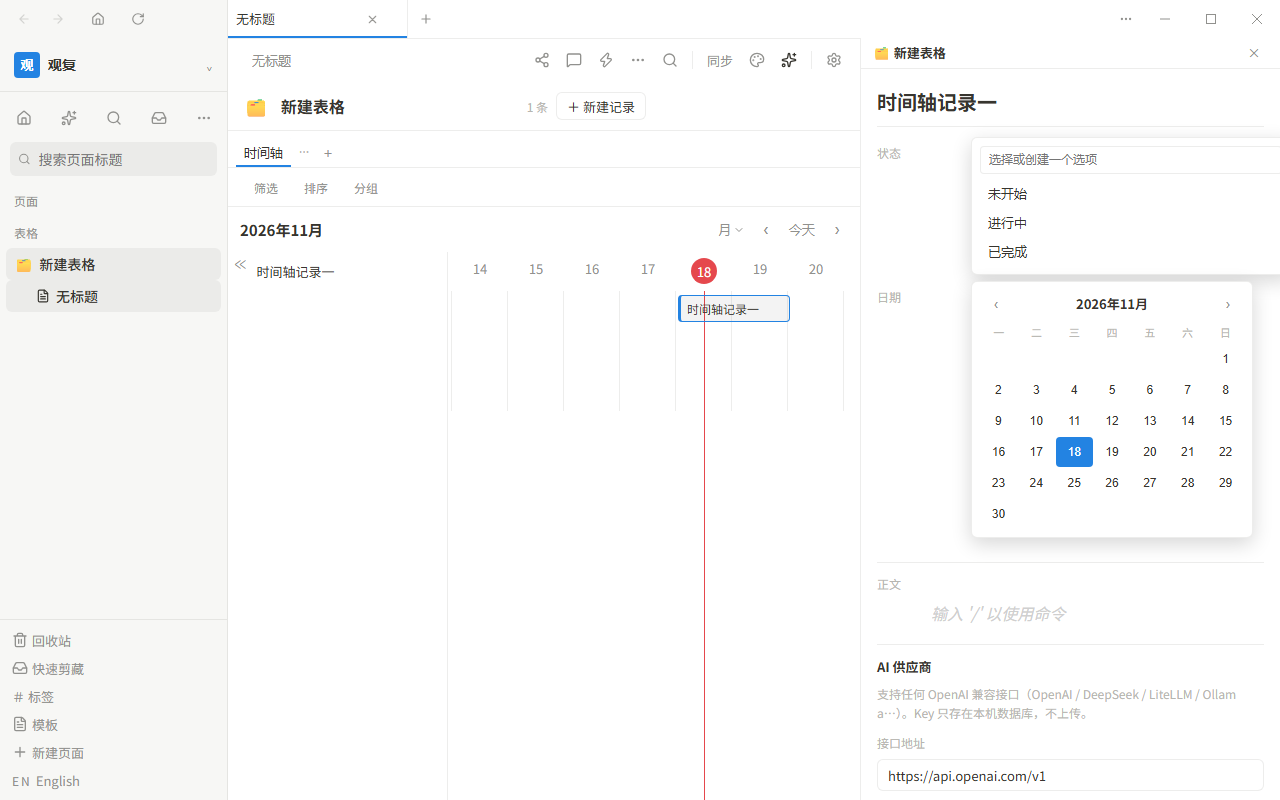 无标题
观 观复
搜索页面标题
页面
表格
新建表格
无标题
回收站
快速剪藏
# 标签
模板
新建页面
EN English
无标题
同步
新建表格
1 条
新建记录
时间轴
筛选 排序 分组
2026年11月
月
今天
时间轴记录一
14 15 16 17 18 19 20
时间轴记录一
新建表格
时间轴记录一
状态
选择或创建一个选项
未开始
进行中
已完成
日期
2026年11月
一 二 三 四 五 六 日
1
2 3 4 5 6 7 8
9 10 11 12 13 14 15
16 17 18 19 20 21 22
23 24 25 26 27 28 29
30
正文
输入 '/' 以使用命令
AI 供应商
支持任何 OpenAI 兼容接口（OpenAI / DeepSeek / LiteLLM / Ollam
a…）。Key 只存在本机数据库，不上传。
接口地址
https://api.openai.com/v1